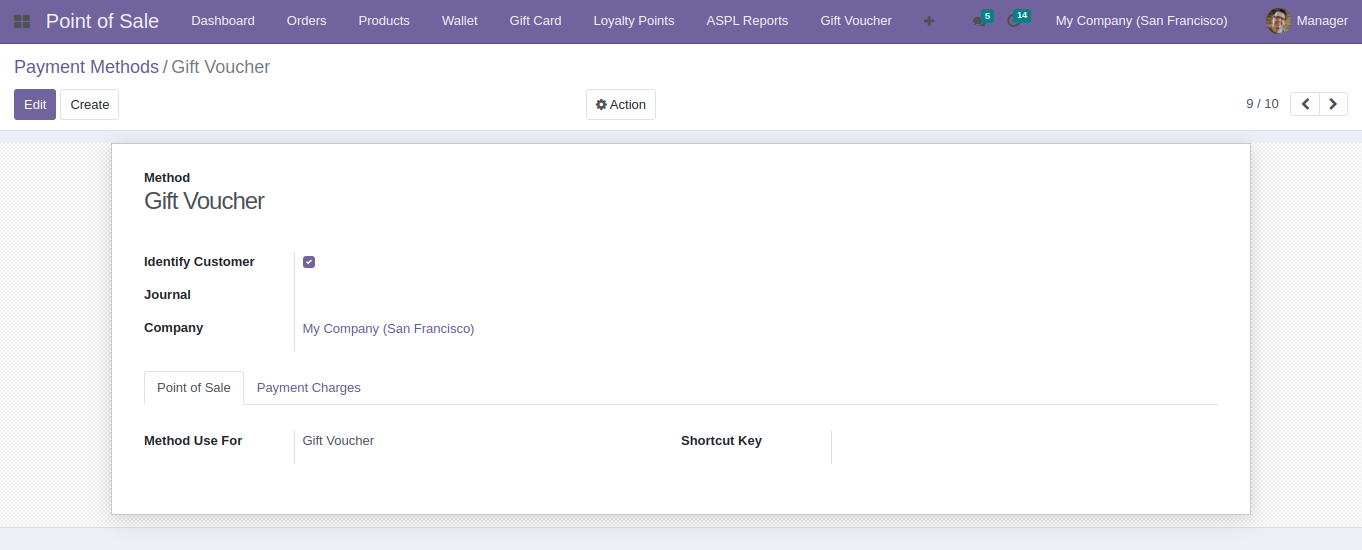 Point of Sale Dashboard Orders Products Wallet Gift Card Loyalty Points ASPL Reports Gift Voucher 5 14 My Company (San Francisco) Manager
Payment Methods / Gift Voucher
Edit Create Action 9 / 10
Method
Gift Voucher
Identify Customer
Journal
Company My Company (San Francisco)
Point of Sale Payment Charges
Method Use For Gift Voucher Shortcut Key